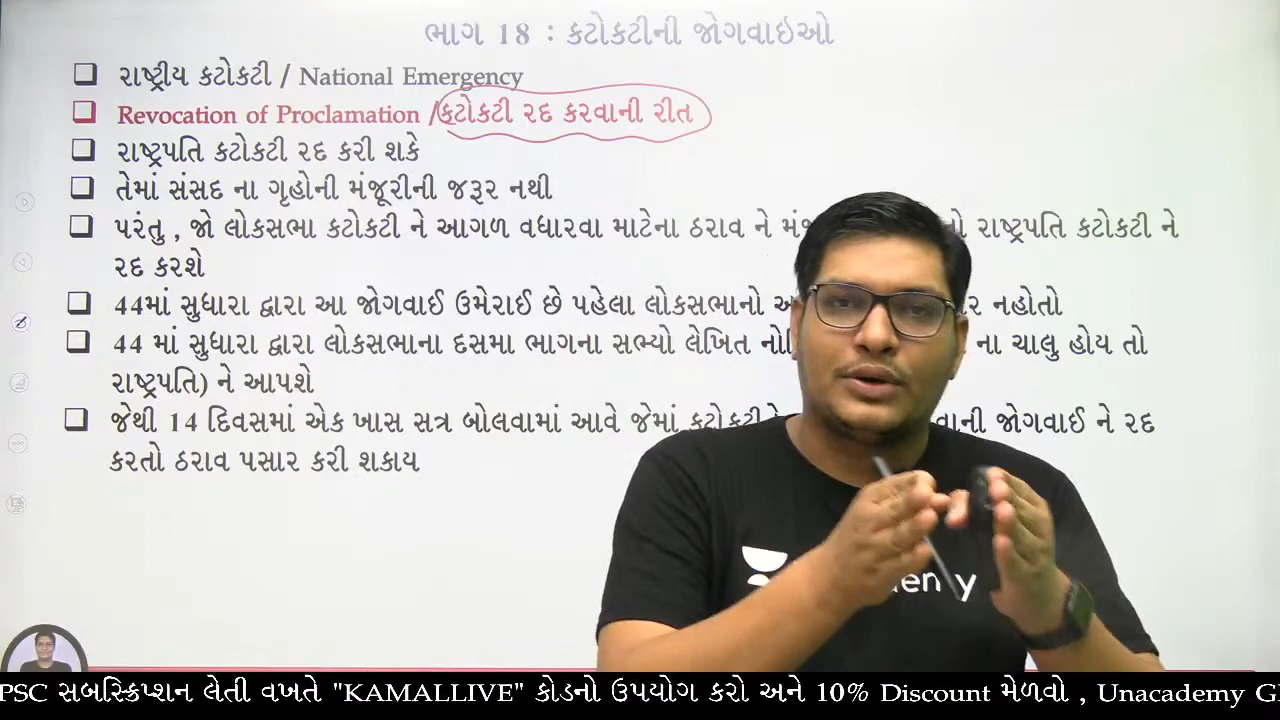 ભાગ 18 : કટોકટીની જોગવાઇઓ
રાષ્ટ્રીય કટોકટી / National Emergency
Revocation of Proclamation /કટોકટી રદ કરવાની રીત
રાષ્ટ્રપતિ કટોકટી રદ કરી શકે
તેમાં સંસદ ના ગૃહોની મંજૂરીની જરૂર નથી
પરંતુ , જો લોકસભા કટોકટી ને આગળ વધારવા માટેના ઠરાવ ને રાષ્ટ્રપતિ કટોકટી ને
રદ કરશે
44માં સુધારા દ્વારા આ જોગવાઈ ઉમેરાઈ છે પહેલા લોકસભાનો નહોતો
44 માં સુધારા દ્વારા લોકસભાના દસમા ભાગના સભ્યો લેખિત ના ચાલુ હોય તો
રાષ્ટ્રપતિ) ને આપશે
જેથી 14 દિવસમાં એક ખાસ સત્ર બોલવામાં આવે જેમાં જોગવાઈ ને રદ
કરતો ઠરાવ પસાર કરી શકાય
PSC સબસ્ક્રિપ્શન લેતી વખતે "KAMALLIVE" કોડનો ઉપયોગ કરો અને 10% Discount મેળવો , Unacademy G